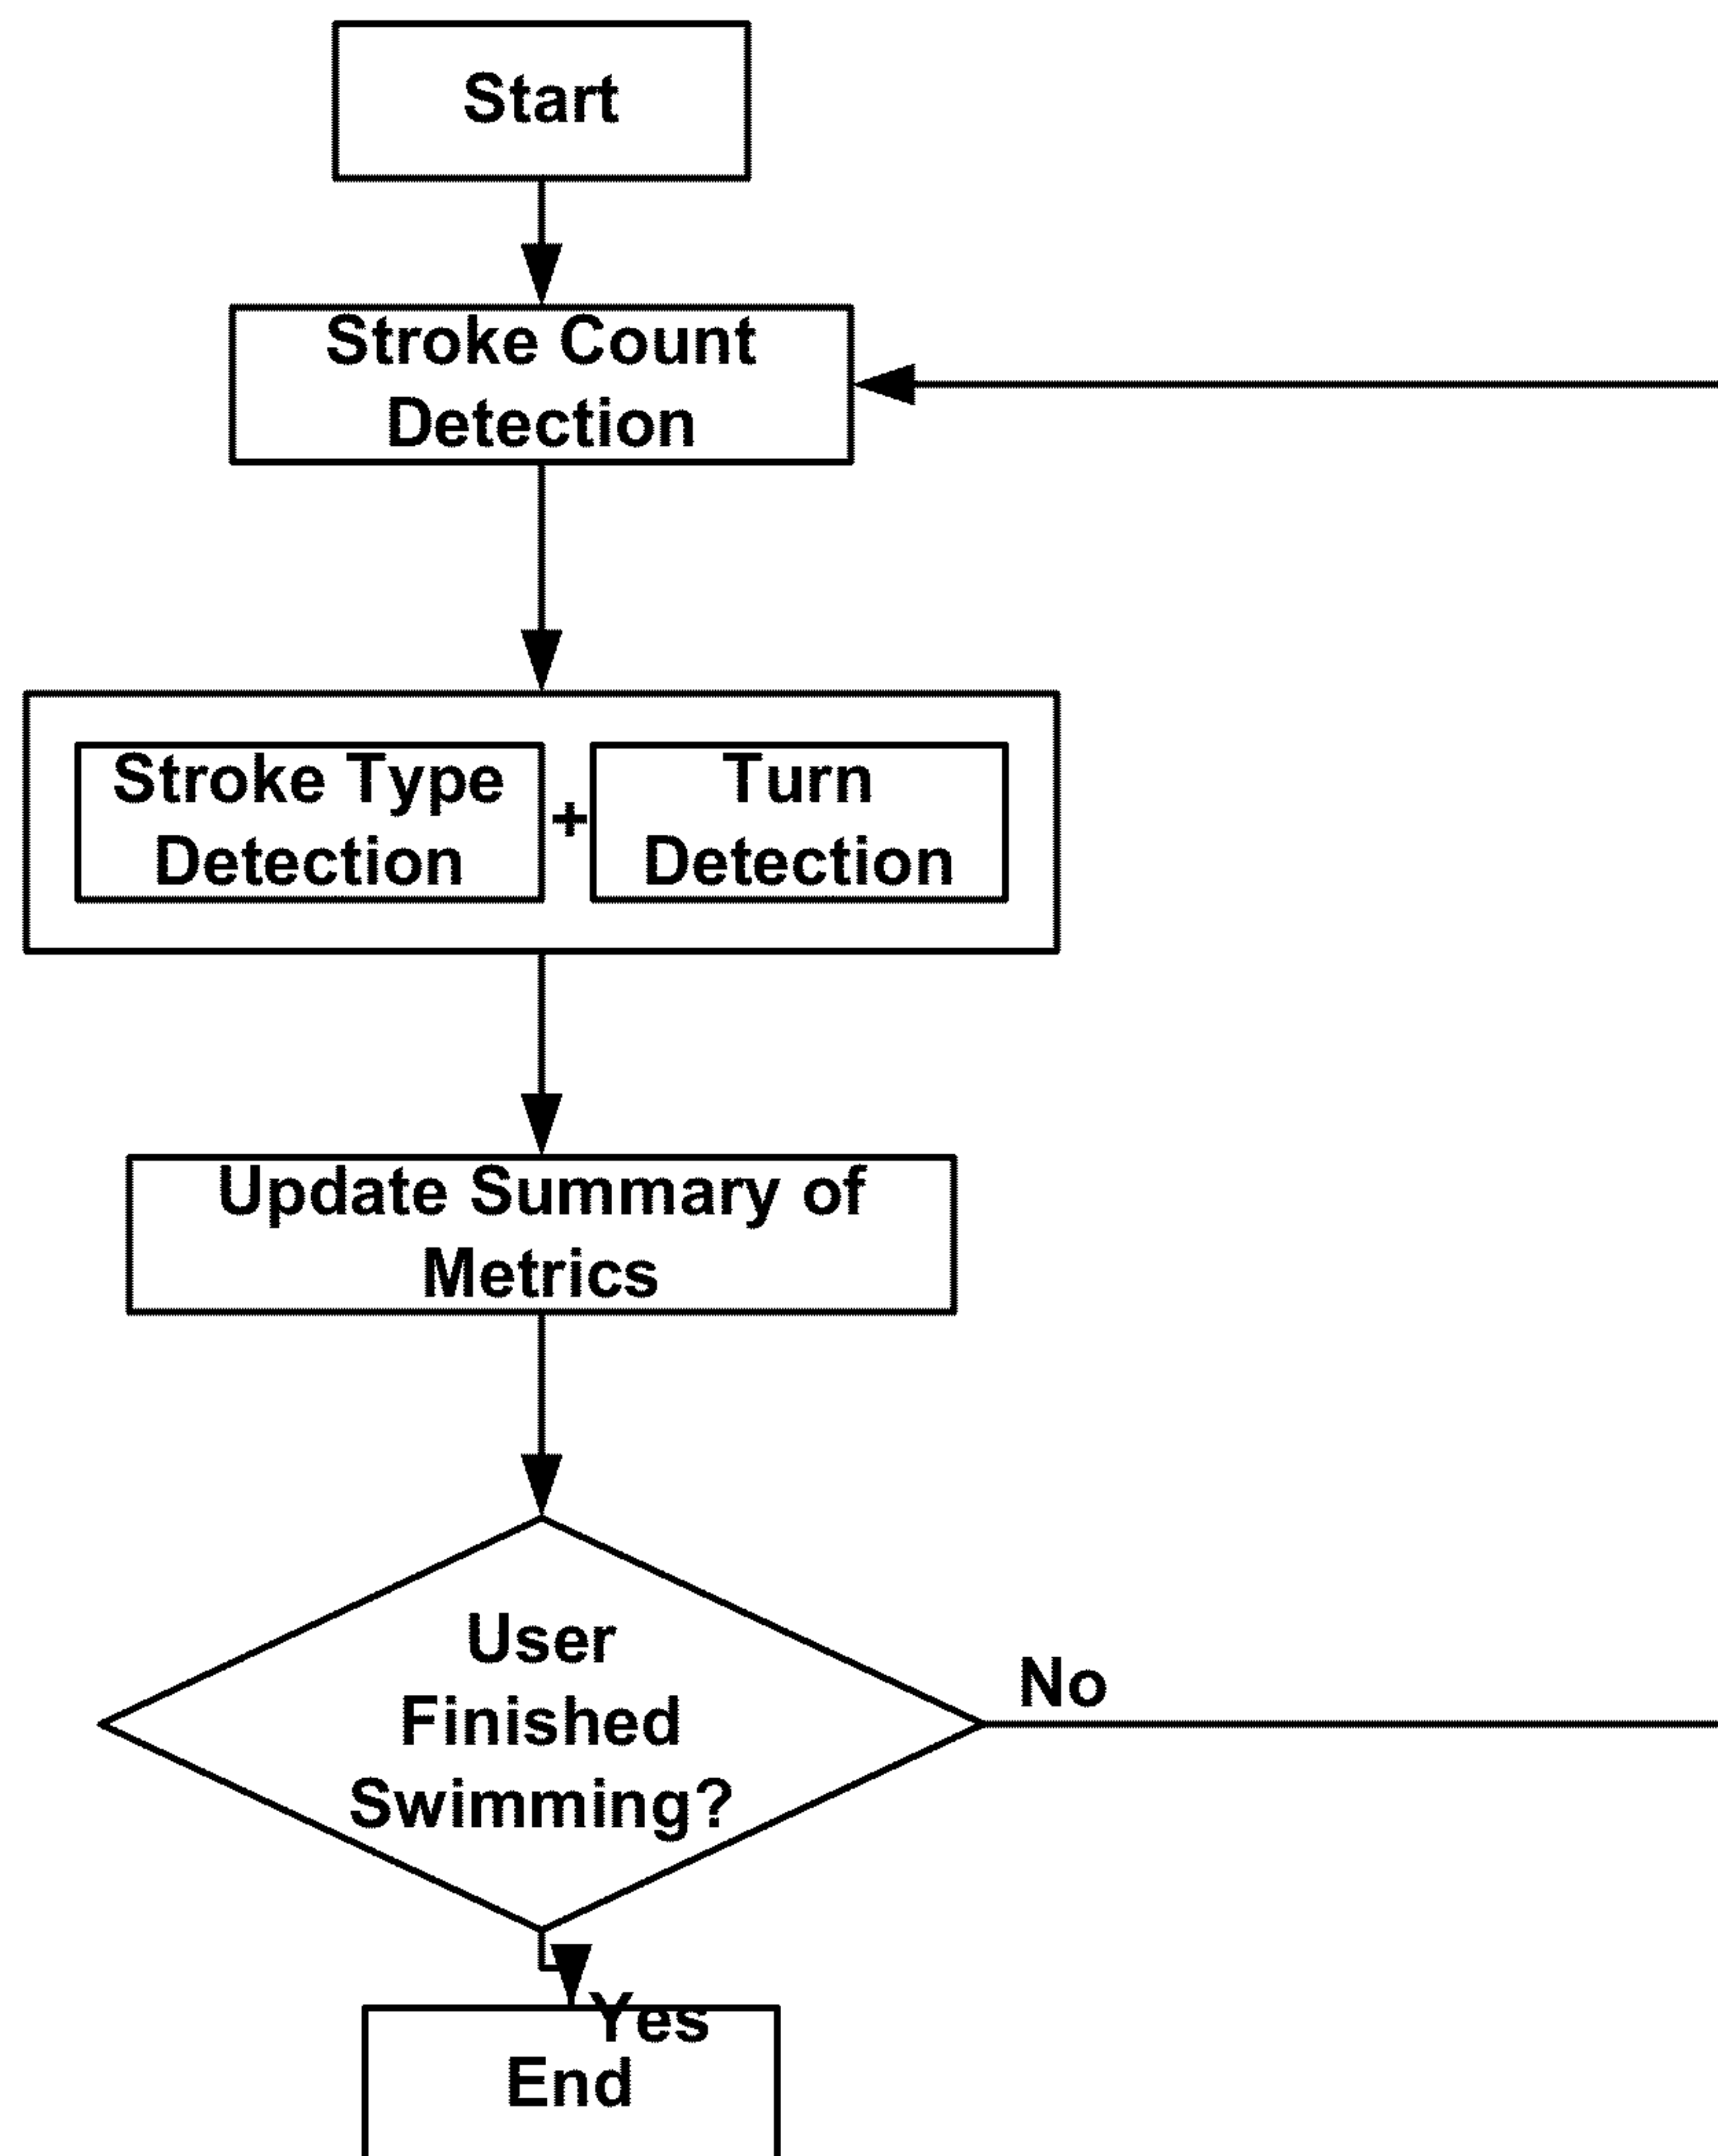 Start
Stroke Count
Detection
Stroke Type
Detection
+
Turn
Detection
Update Summary of
Metrics
User
Finished
Swimming?
No
Yes
End